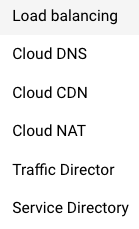 Load balancing
Cloud DNS
Cloud CDN
Cloud NAT
Traffic Director
Service Directory